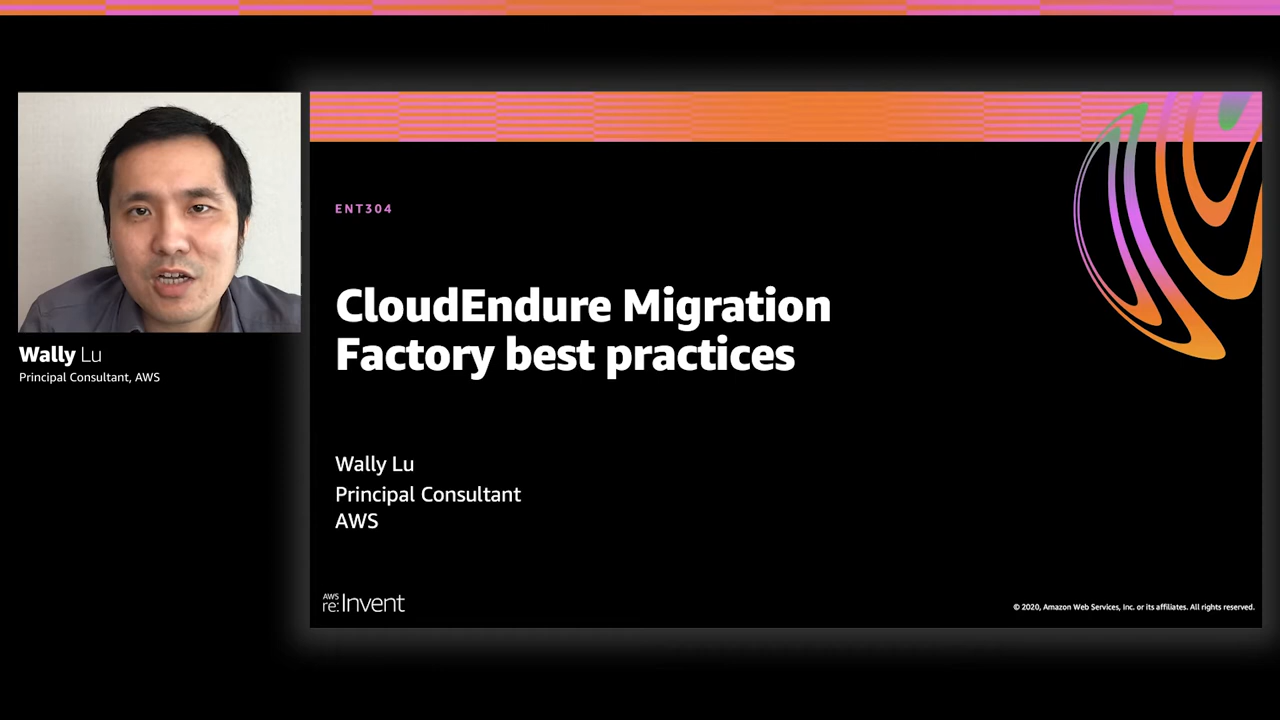 Wally Lu
Principal Consultant, AWS
ENT304
CloudEndure Migration
Factory best practices
Wally Lu
Principal Consultant
AWS
AWS
re:Invent
© 2020, Amazon Web Services, Inc. or its affiliates. All rights reserved.